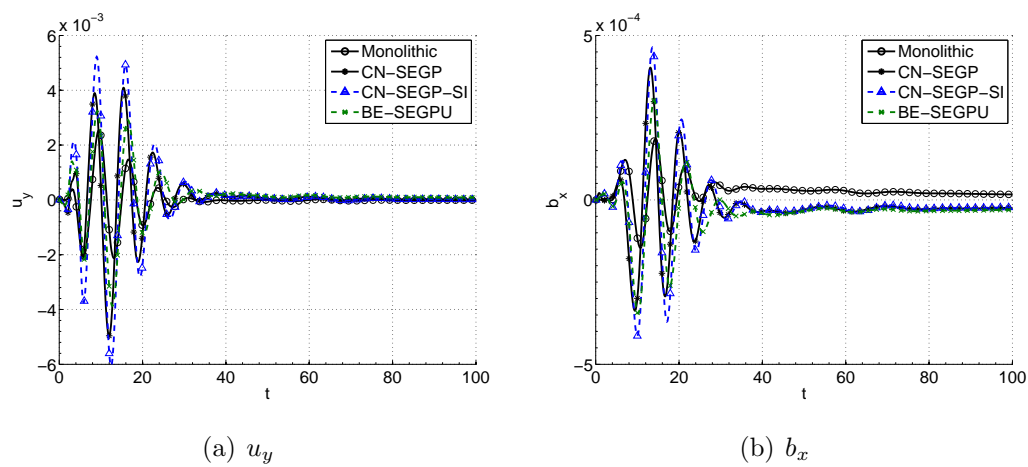 x 10⁻³
6
4
2
0
−2
−4
−6
u_y
0 20 40 60 80 100
t
Monolithic
CN−SEGP
CN−SEGP−SI
BE−SEGPU
(a) u_y
x 10⁻⁴
5
0
−5
b_x
0 20 40 60 80 100
t
Monolithic
CN−SEGP
CN−SEGP−SI
BE−SEGPU
(b) b_x